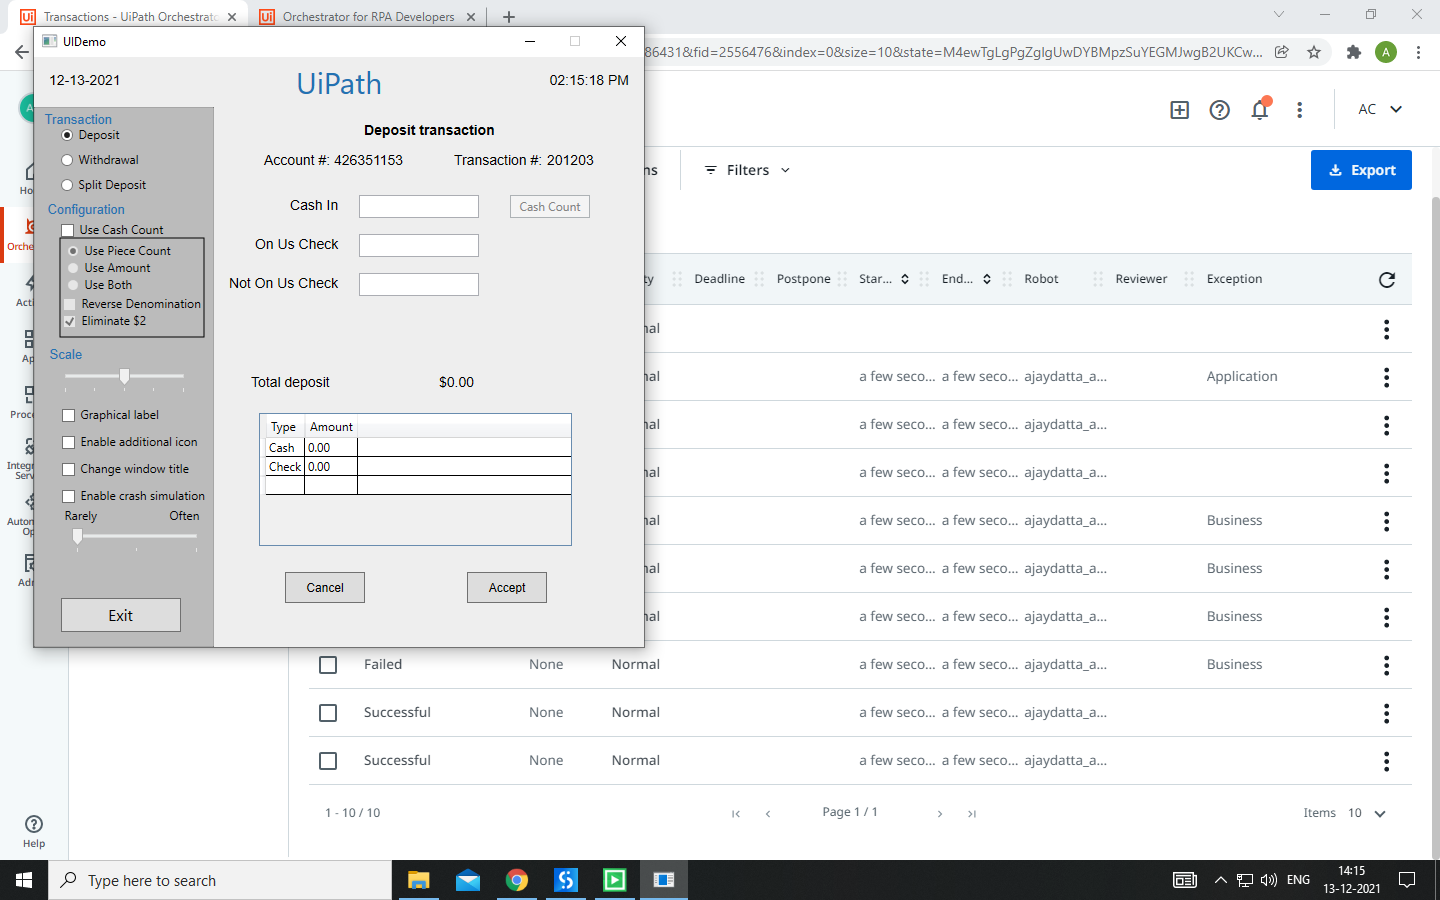 Transactions - UiPath Orchestrato
Orchestrator for RPA Developers
86431&fid=2556476&index=0&size=10&state=M4ewTgLgPgZglgUwDYBMpzSuYEGMJwgB2UKCw...
A
UIDemo
12-13-2021
UiPath
02:15:18 PM
Transaction
Deposit
Withdrawal
Split Deposit
Configuration
Use Cash Count
Use Piece Count
Use Amount
Use Both
Reverse Denomination
Eliminate $2
Scale
Graphical label
Enable additional icon
Change window title
Enable crash simulation
Rarely Often
Exit
Deposit transaction
Account #: 426351153 Transaction #: 201203
Cash In
Cash Count
On Us Check
Not On Us Check
Total deposit $0.00
Type Amount
Cash 0.00
Check 0.00
Cancel Accept
AC
Filters
Export
Deadline Postpone Star... End... Robot Reviewer Exception
a few seco... a few seco... ajaydatta_a... Application
a few seco... a few seco... ajaydatta_a...
a few seco... a few seco... ajaydatta_a...
a few seco... a few seco... ajaydatta_a... Business
a few seco... a few seco... ajaydatta_a... Business
a few seco... a few seco... ajaydatta_a... Business
Failed None Normal a few seco... a few seco... ajaydatta_a... Business
Successful None Normal a few seco... a few seco... ajaydatta_a...
Successful None Normal a few seco... a few seco... ajaydatta_a...
1 - 10 / 10
Page 1 / 1
Items 10
Help
Type here to search
ENG
14:15
13-12-2021